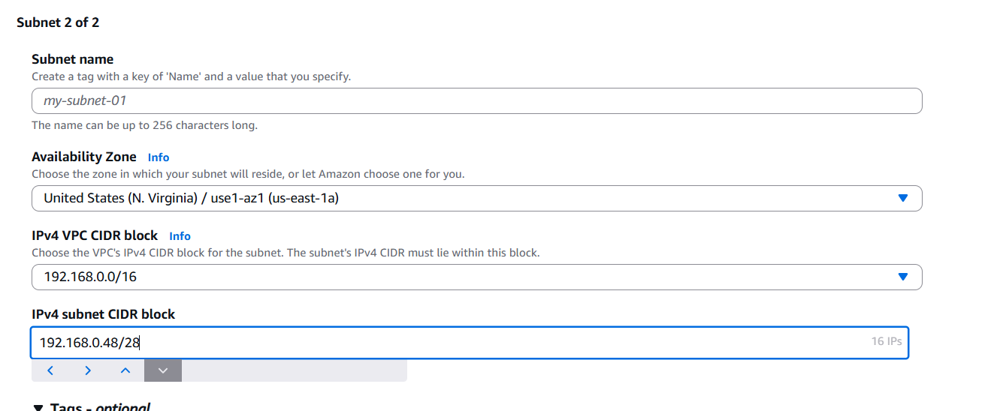 Subnet 2 of 2
Subnet name
Create a tag with a key of 'Name' and a value that you specify.
my-subnet-01
The name can be up to 256 characters long.
Availability Zone Info
Choose the zone in which your subnet will reside, or let Amazon choose one for you.
United States (N. Virginia) / use1-az1 (us-east-1a)
IPv4 VPC CIDR block Info
Choose the VPC's IPv4 CIDR block for the subnet. The subnet's IPv4 CIDR must lie within this block.
192.168.0.0/16
IPv4 subnet CIDR block
192.168.0.48/28 16 IPs
Tags - optional